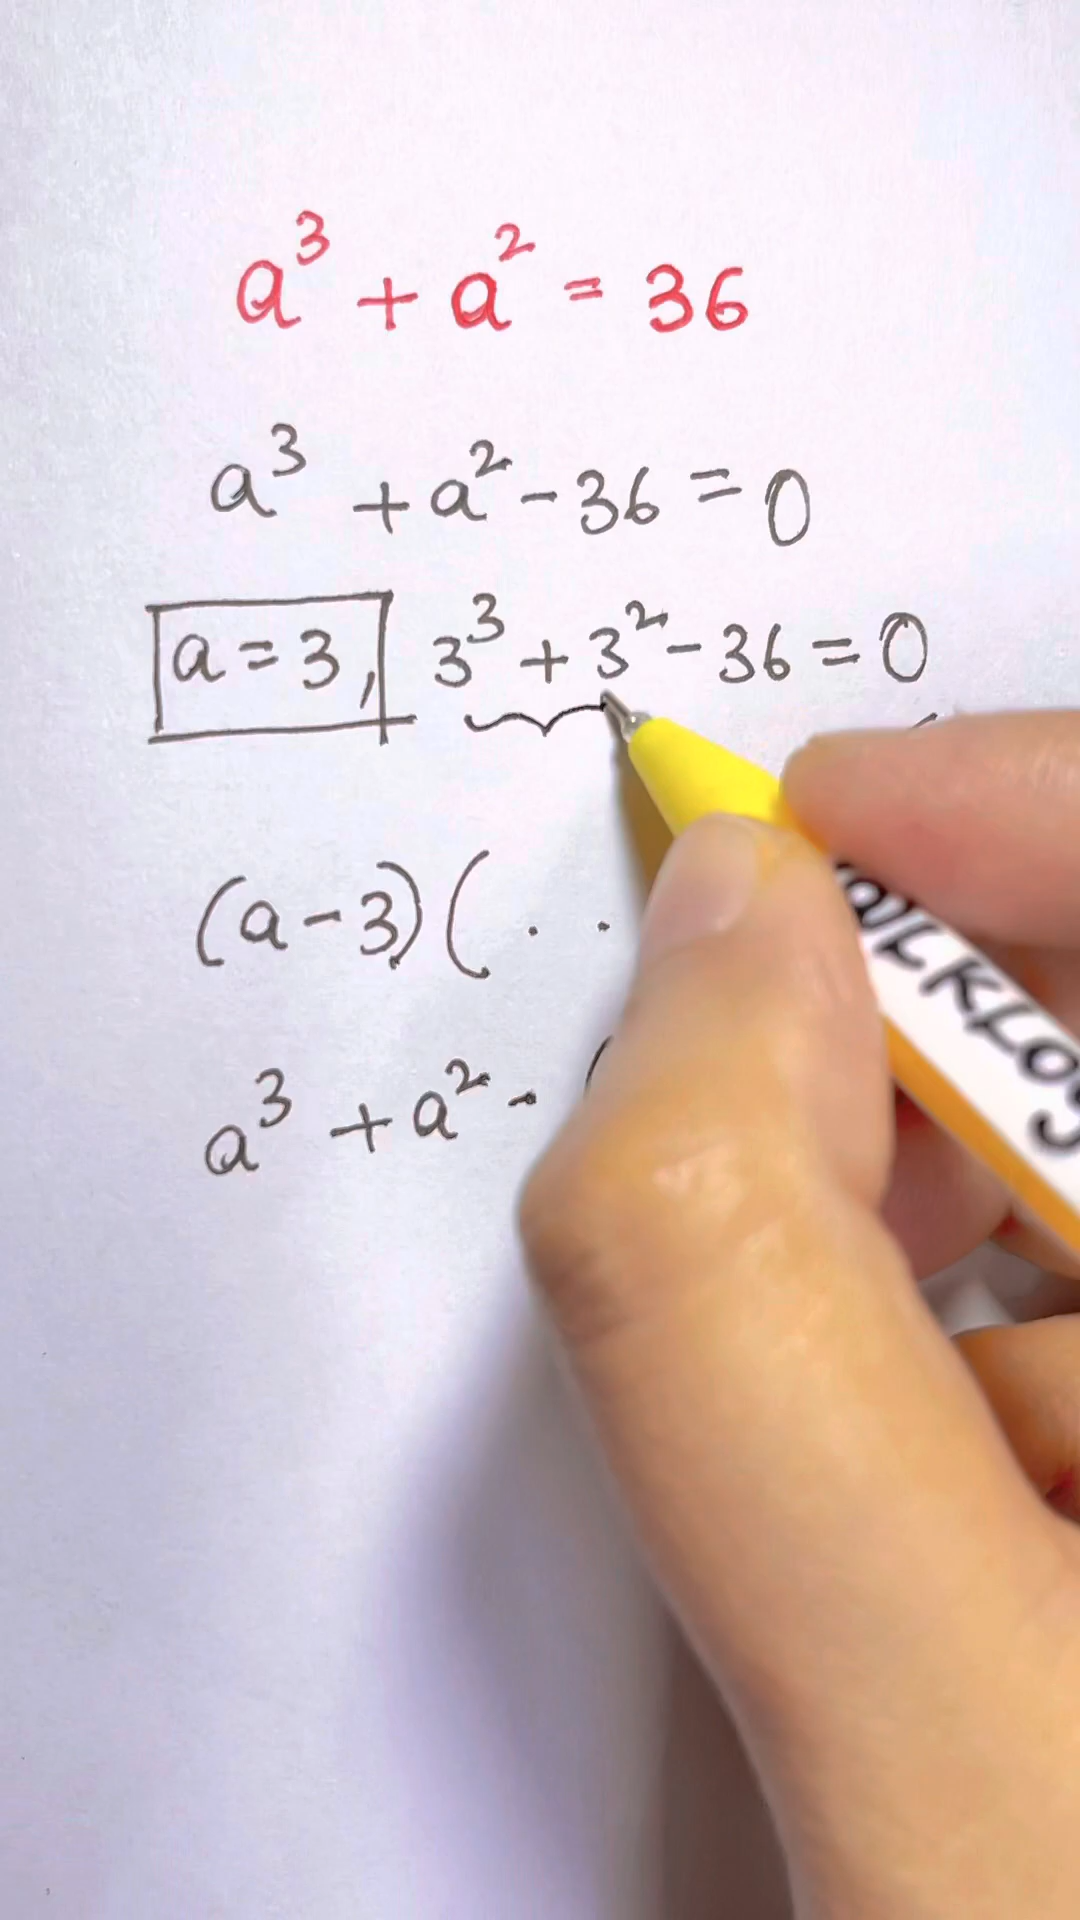 a³ + a² = 36
a³ + a² - 36 = 0
a = 3, 3³ + 3² - 36 = 0
(a - 3)( . .
a³ + a² -